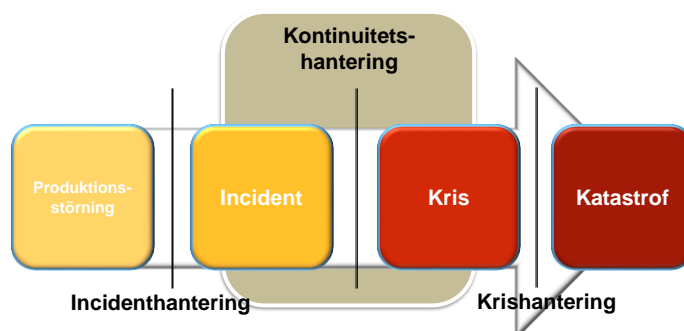 Kontinuitets-
hantering
Produktions-
störning
Incident
Kris
Katastrof
Incidenthantering
Krishantering